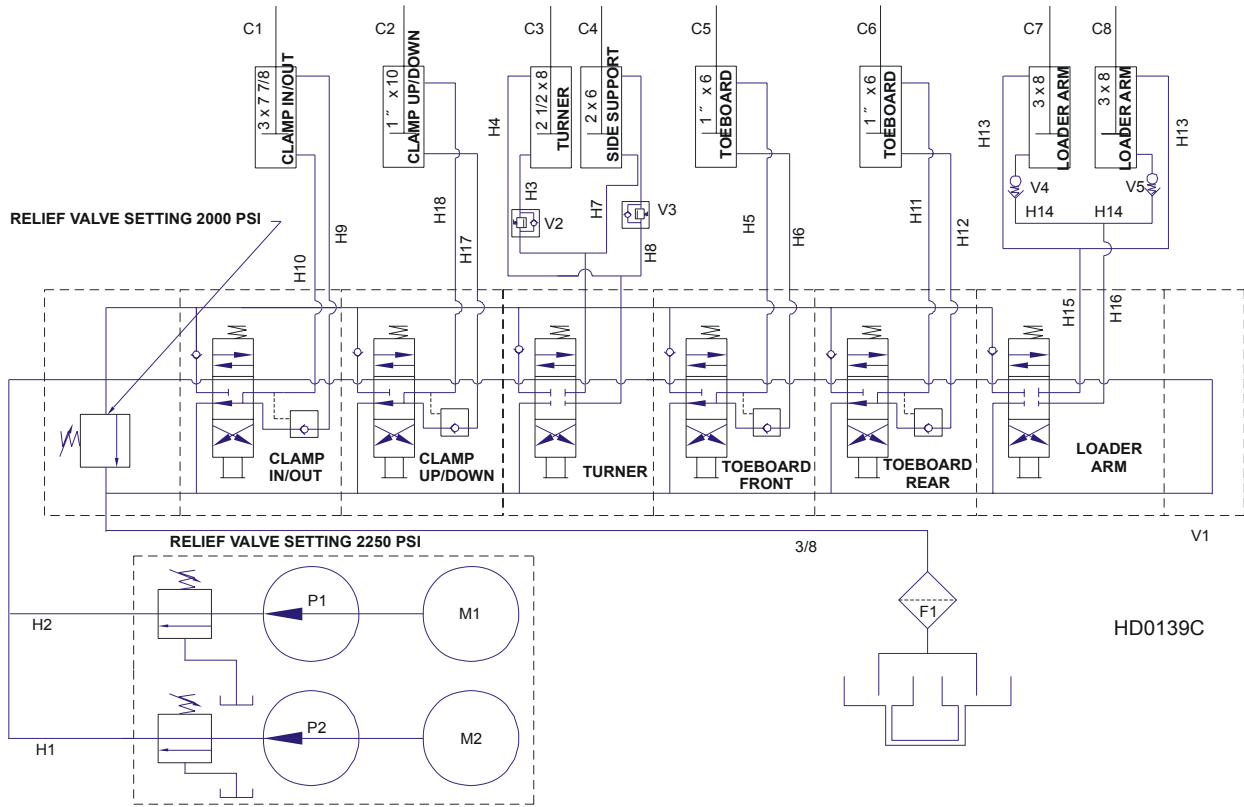 C1
C2
C3
C4
C5
C6
C7
C8
3 x 7 7/8
CLAMP IN/OUT
1 ″ x 10
CLAMP UP/DOWN
2 1/2 x 8
TURNER
2 x 6
SIDE SUPPORT
1 ″ x 6
TOEBOARD
1 ″ x 6
TOEBOARD
3 x 8
LOADER ARM
3 x 8
LOADER ARM
H4
H13
H13
H3
H7
V2
V3
V4
V5
H14
H14
RELIEF VALVE SETTING 2000 PSI
H10
H9
H18
H17
H8
H5
H6
H11
H12
H15
H16
CLAMP
IN/OUT
CLAMP
UP/DOWN
TURNER
TOEBOARD
FRONT
TOEBOARD
REAR
LOADER
ARM
RELIEF VALVE SETTING 2250 PSI
3/8
V1
P1
M1
H2
F1
HD0139C
P2
M2
H1